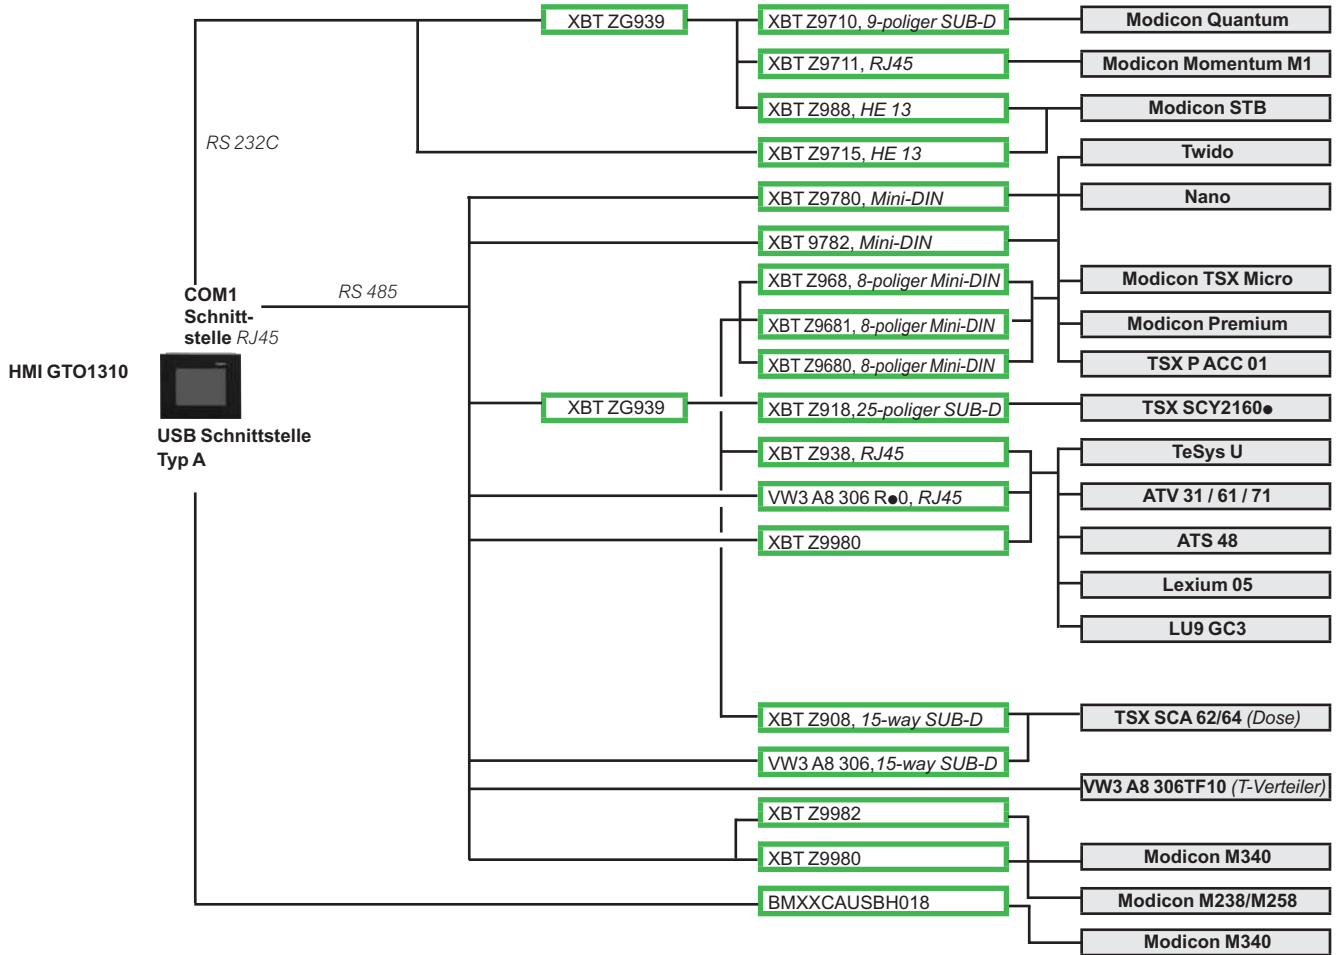 XBT ZG939
XBT Z9710, 9-poliger SUB-D
Modicon Quantum
XBT Z9711, RJ45
Modicon Momentum M1
XBT Z988, HE 13
Modicon STB
RS 232C
XBT Z9715, HE 13
Twido
XBT Z9780, Mini-DIN
Nano
XBT 9782, Mini-DIN
XBT Z968, 8-poliger Mini-DIN
Modicon TSX Micro
COM1
Schnitt-
stelle RJ45
RS 485
XBT Z9681, 8-poliger Mini-DIN
Modicon Premium
XBT Z9680, 8-poliger Mini-DIN
TSX P ACC 01
HMI GTO1310
XBT ZG939
XBT Z918,25-poliger SUB-D
TSX SCY2160●
USB Schnittstelle
Typ A
XBT Z938, RJ45
TeSys U
VW3 A8 306 R●0, RJ45
ATV 31 / 61 / 71
XBT Z9980
ATS 48
Lexium 05
LU9 GC3
XBT Z908, 15-way SUB-D
TSX SCA 62/64 (Dose)
VW3 A8 306,15-way SUB-D
VW3 A8 306TF10 (T-Verteiler)
XBT Z9982
XBT Z9980
Modicon M340
BMXXCAUSBH018
Modicon M238/M258
Modicon M340